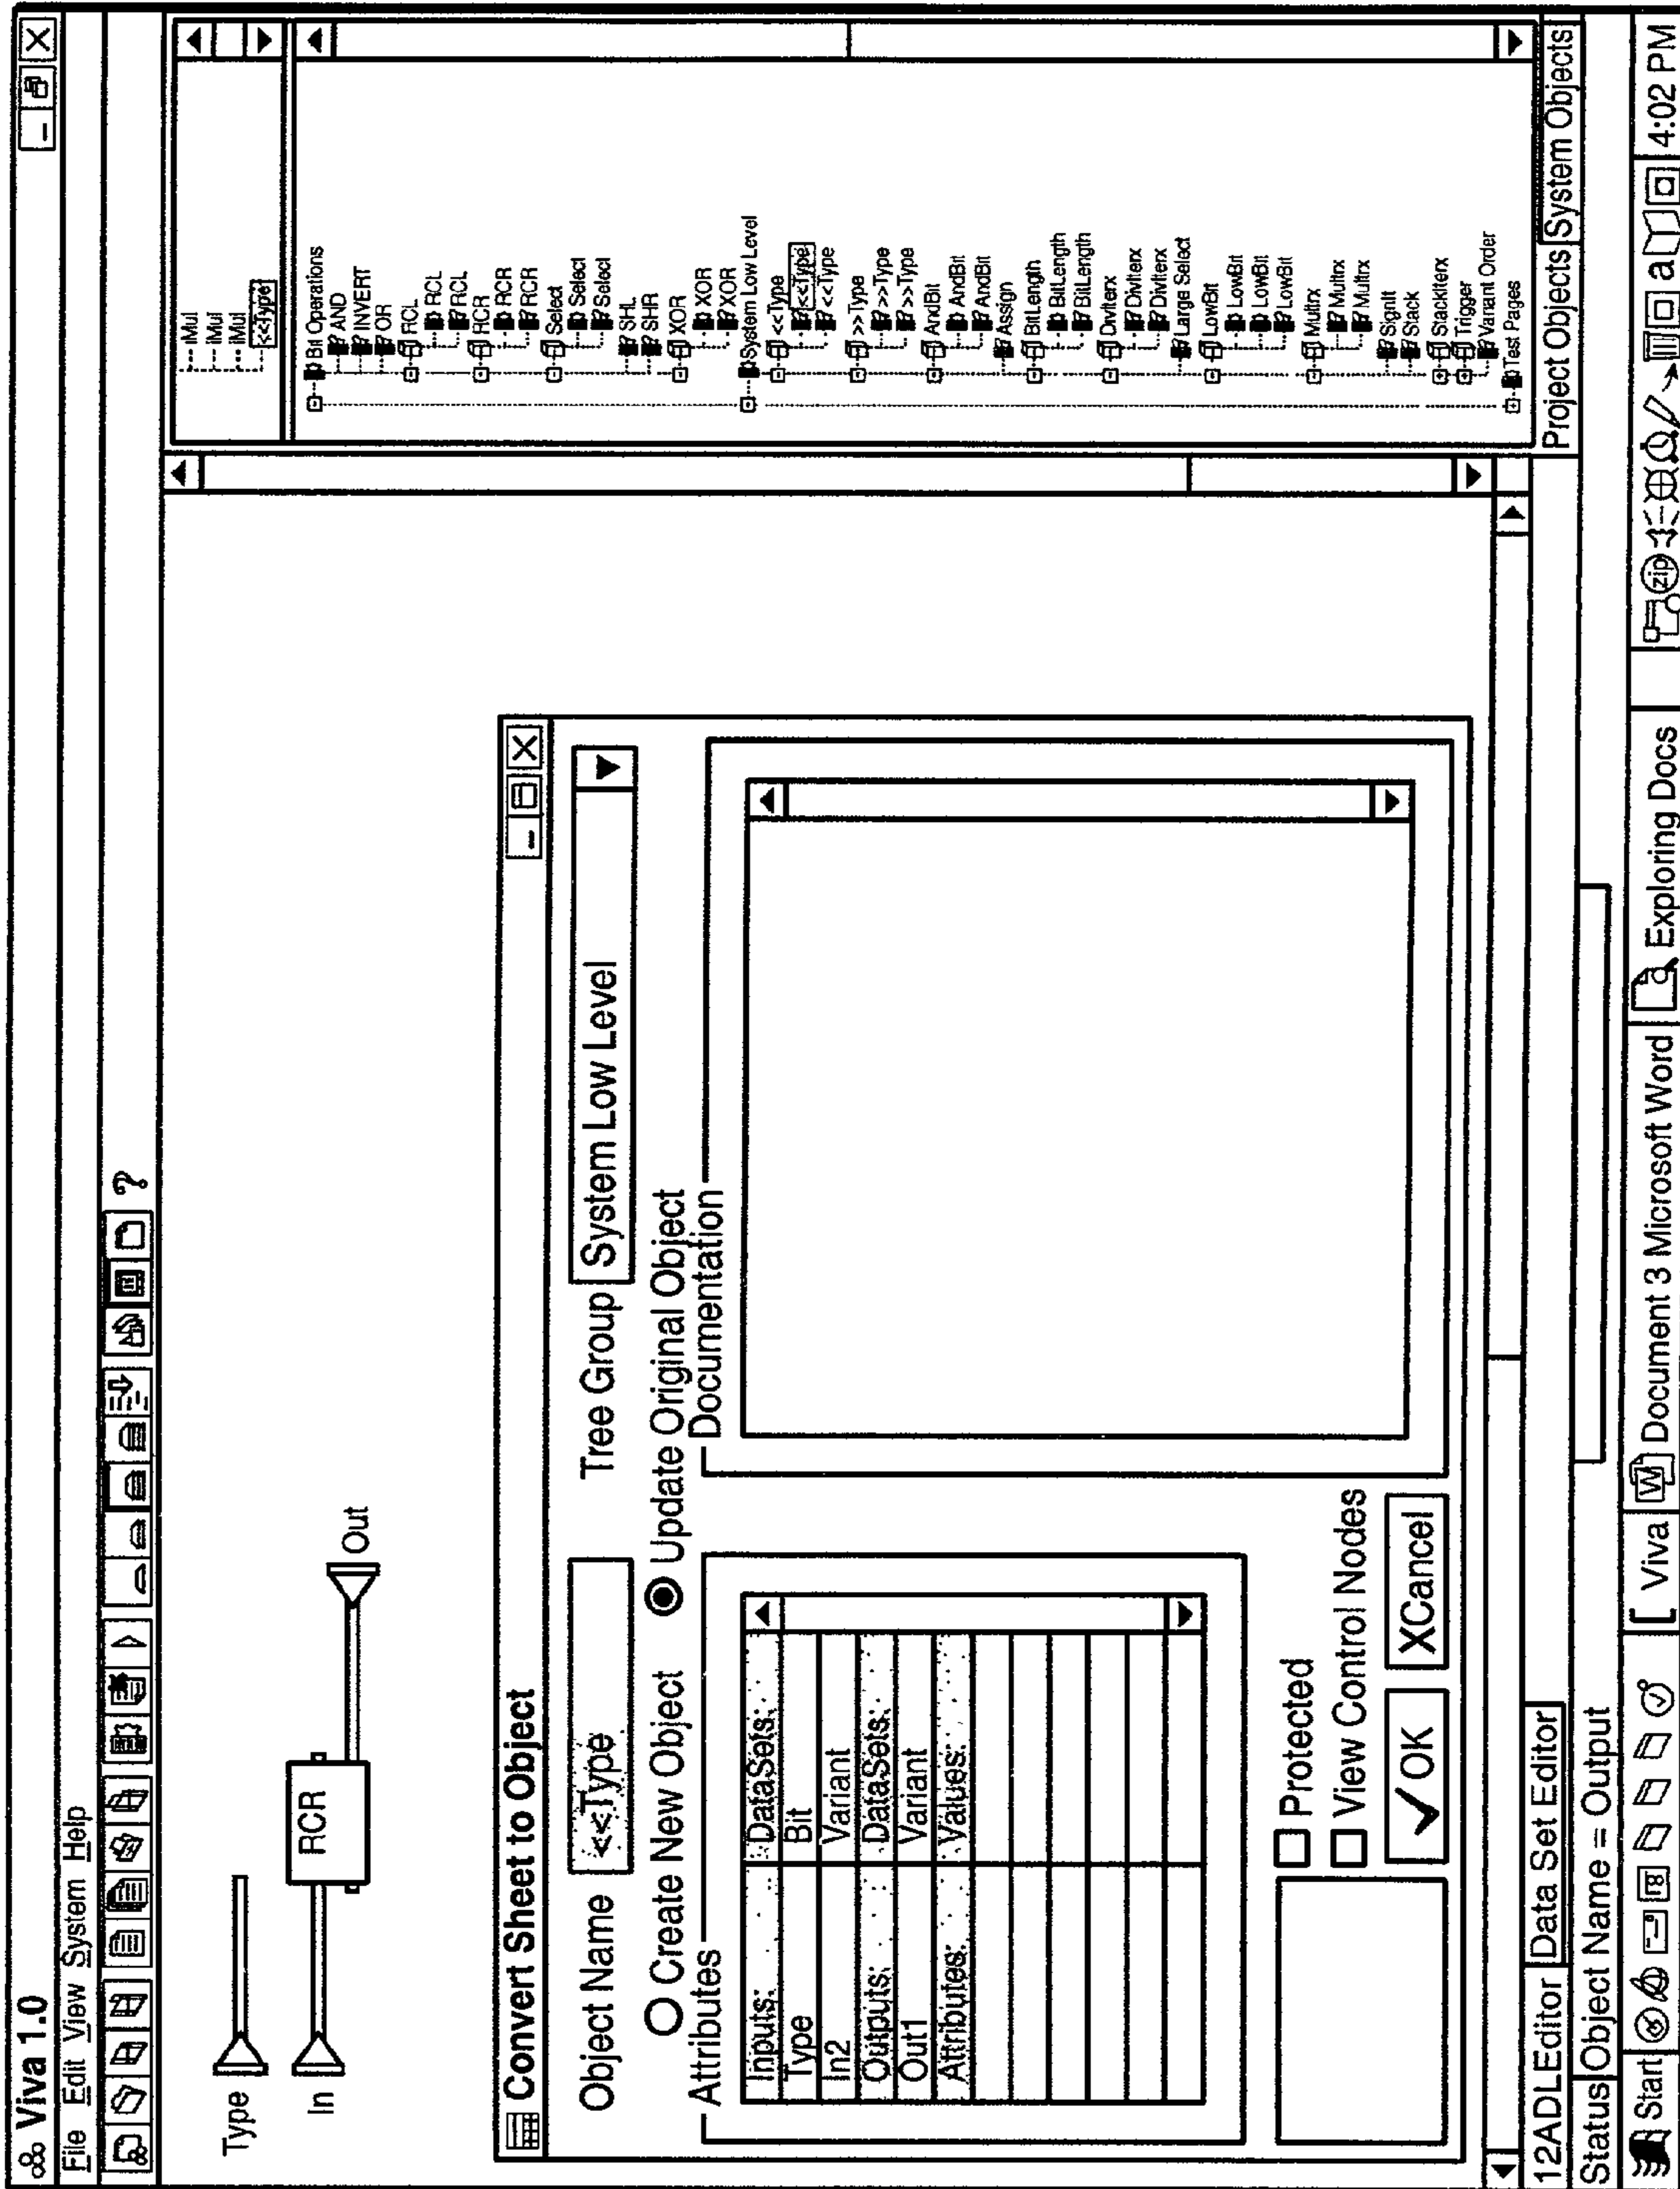 Viva 1.0
File Edit View System Help
?
Type
In
RCR
Out
iMul
iMul
iMul
<<Type
Bit Operations
AND
INVERT
OR
RCL
RCL
RCL
RCR
RCR
RCR
Select
Select
Select
SHL
SHR
XOR
XOR
XOR
System Low Level
<<Type
<<Type
<<Type
>>Type
>>Type
>>Type
AndBit
AndBit
AndBit
Assign
BitLength
BitLength
BitLength
DivIterx
DivIterx
DivIterx
Large Select
LowBit
LowBit
LowBit
LowBit
Multrx
Multrx
Multrx
SignIt
Stack
StackIterx
Trigger
Variant Order
Test Pages
Project Objects System Objects
Convert Sheet to Object
Object Name <<Type Tree Group System Low Level
Create New Object Update Original Object
Attributes Documentation
Inputs: DataSets:
Type Bit
In2 Variant
Outputs: DataSets:
Out1 Variant
Attributes: Values:
Protected
View Control Nodes
OK XCancel
12ADLEditor Data Set Editor
Status Object Name = Output
Start 18 [ Viva W Document 3 Microsoft Word Exploring Docs zip a 4:02 PM